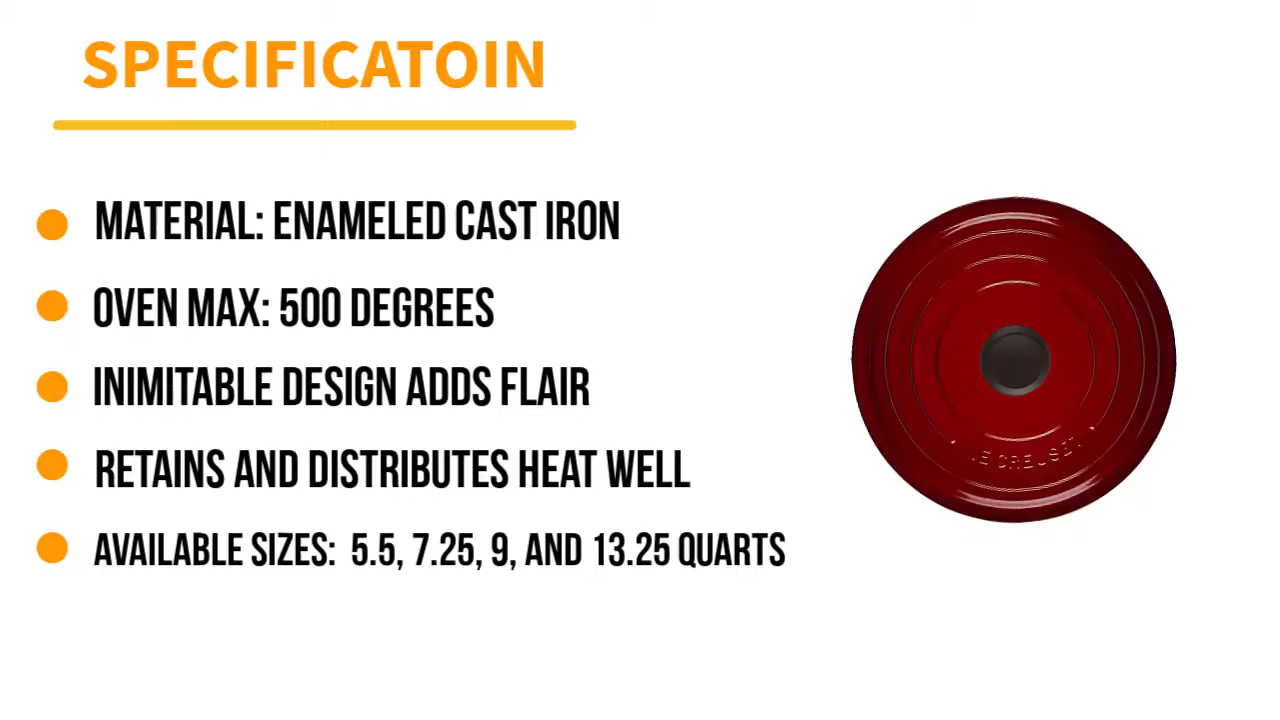 SPECIFICATOIN
MATERIAL: ENAMELED CAST IRON
OVEN MAX: 500 DEGREES
INIMITABLE DESIGN ADDS FLAIR
RETAINS AND DISTRIBUTES HEAT WELL
AVAILABLE SIZES: 5.5, 7.25, 9, AND 13.25 QUARTS
LE CREUSET